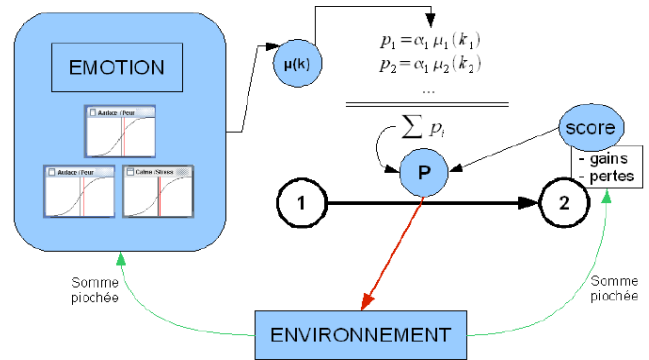 EMOTION
Audace /Peur
Audace /Peur
Calme /Stress
μ(k)
p₁ = α₁ μ₁(k₁)
p₂ = α₁ μ₂(k₂)
...
∑ pᵢ
score
- gains
- pertes
P
1
2
Somme
piochée
Somme
piochée
ENVIRONNEMENT